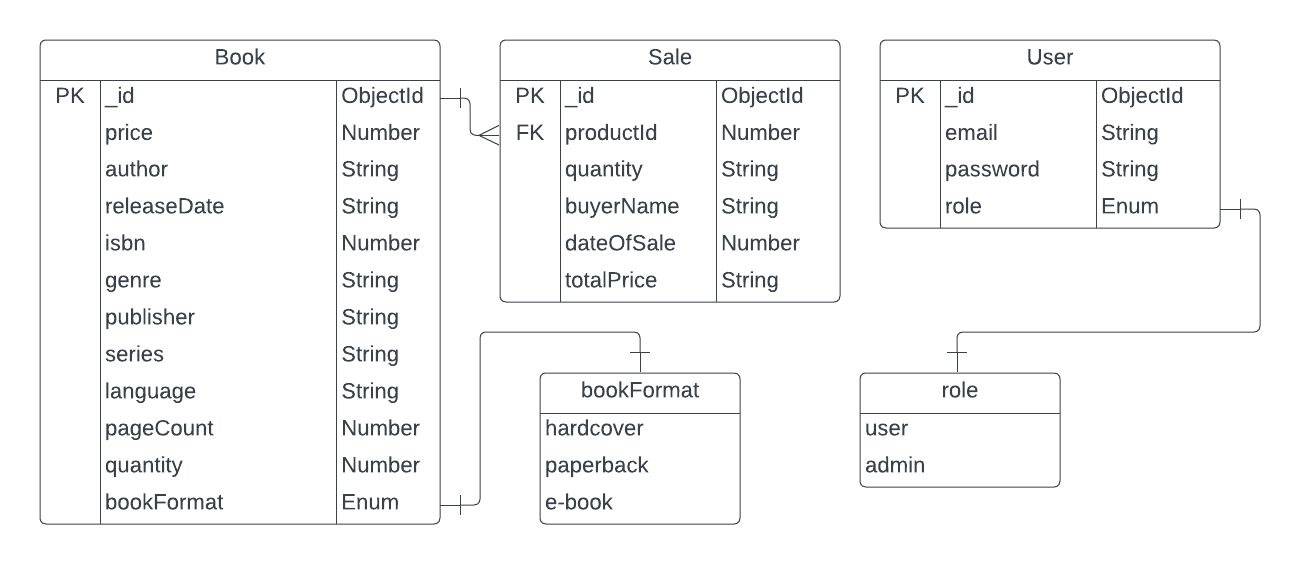 Book
PK _id ObjectId
price Number
author String
releaseDate String
isbn Number
genre String
publisher String
series String
language String
pageCount Number
quantity Number
bookFormat Enum
Sale
PK _id ObjectId
FK productId Number
quantity String
buyerName String
dateOfSale Number
totalPrice String
User
PK _id ObjectId
email String
password String
role Enum
bookFormat
hardcover
paperback
e-book
role
user
admin